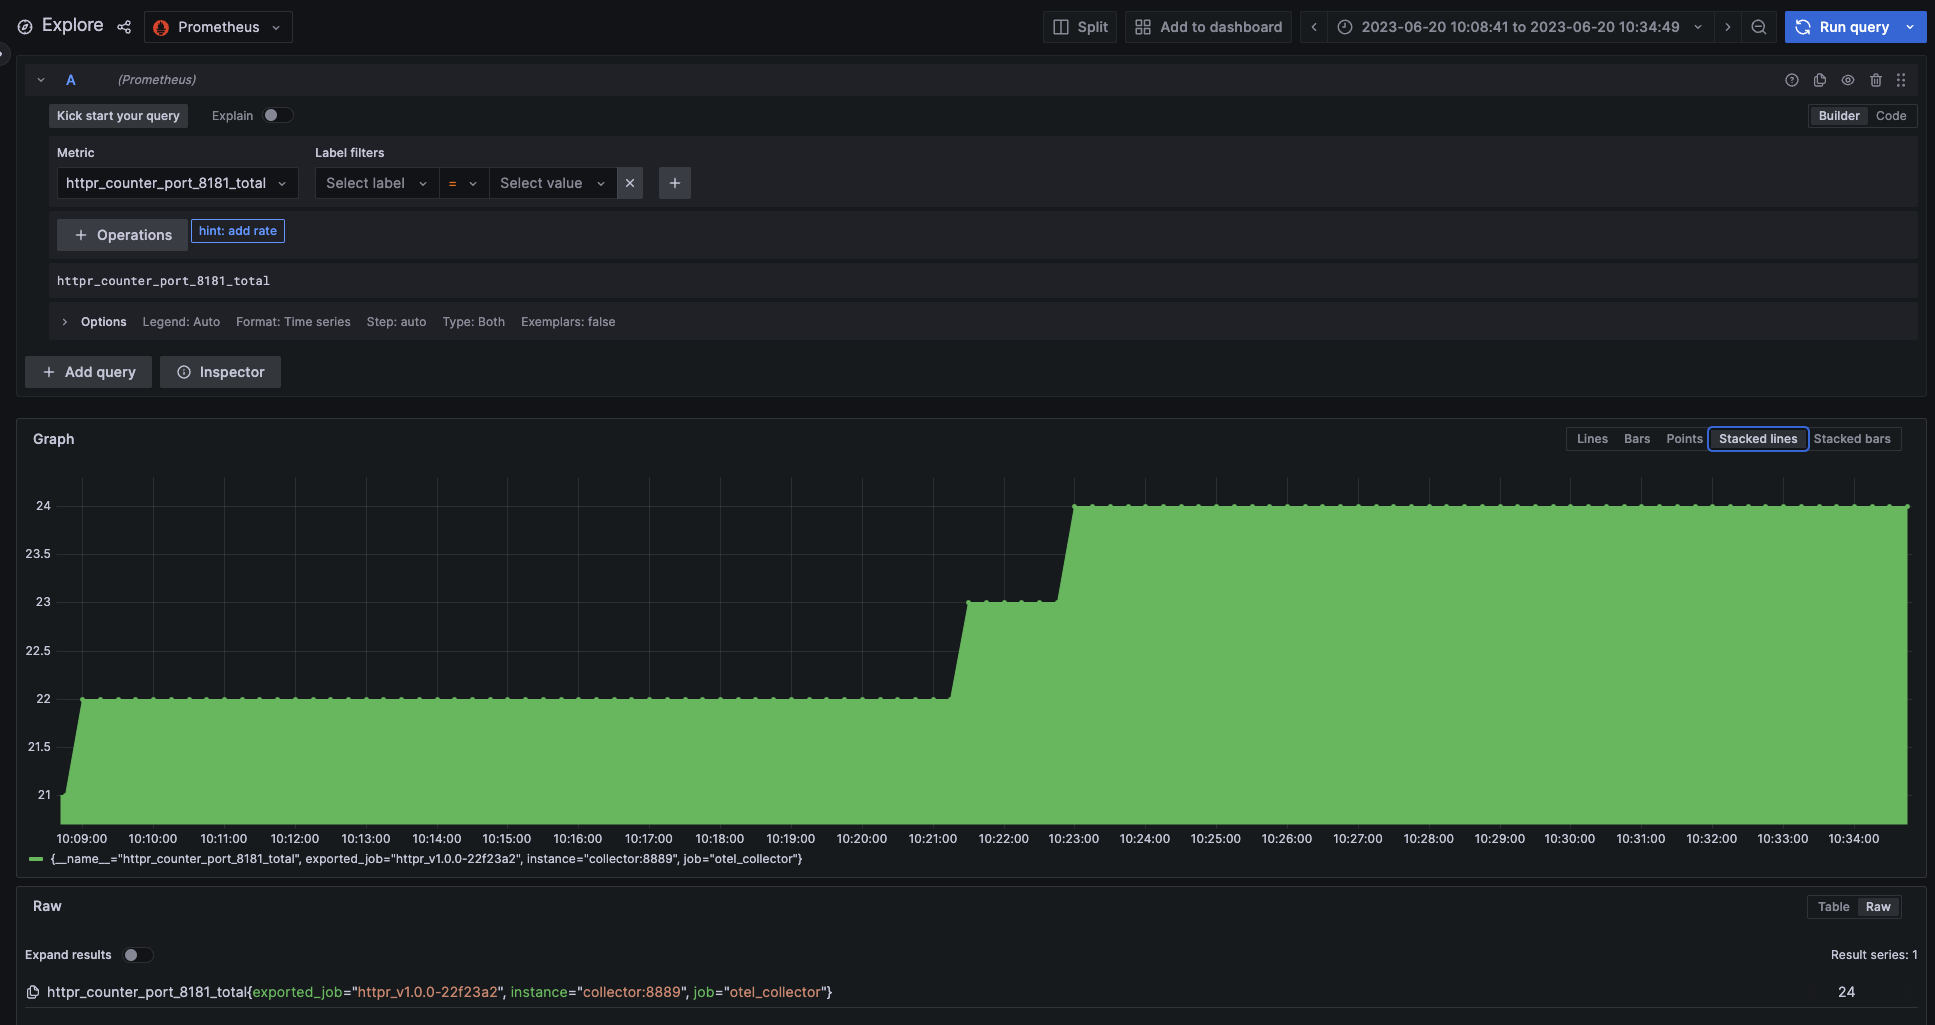 Explore Prometheus Split Add to dashboard 2023-06-20 10:08:41 to 2023-06-20 10:34:49 Run query
A (Prometheus)
Kick start your query Explain Builder Code
Metric Label filters
httpr_counter_port_8181_total Select label = Select value
Operations hint: add rate
httpr_counter_port_8181_total
Options Legend: Auto Format: Time series Step: auto Type: Both Exemplars: false
Add query Inspector
Graph Lines Bars Points Stacked lines Stacked bars
24
23.5
23
22.5
22
21.5
21
10:09:00 10:10:00 10:11:00 10:12:00 10:13:00 10:14:00 10:15:00 10:16:00 10:17:00 10:18:00 10:19:00 10:20:00 10:21:00 10:22:00 10:23:00 10:24:00 10:25:00 10:26:00 10:27:00 10:28:00 10:29:00 10:30:00 10:31:00 10:32:00 10:33:00 10:34:00
{__name__="httpr_counter_port_8181_total", exported_job="httpr_v1.0.0-22f23a2", instance="collector:8889", job="otel_collector"}
Raw Table Raw
Expand results Result series: 1
httpr_counter_port_8181_total{exported_job="httpr_v1.0.0-22f23a2", instance="collector:8889", job="otel_collector"} 24